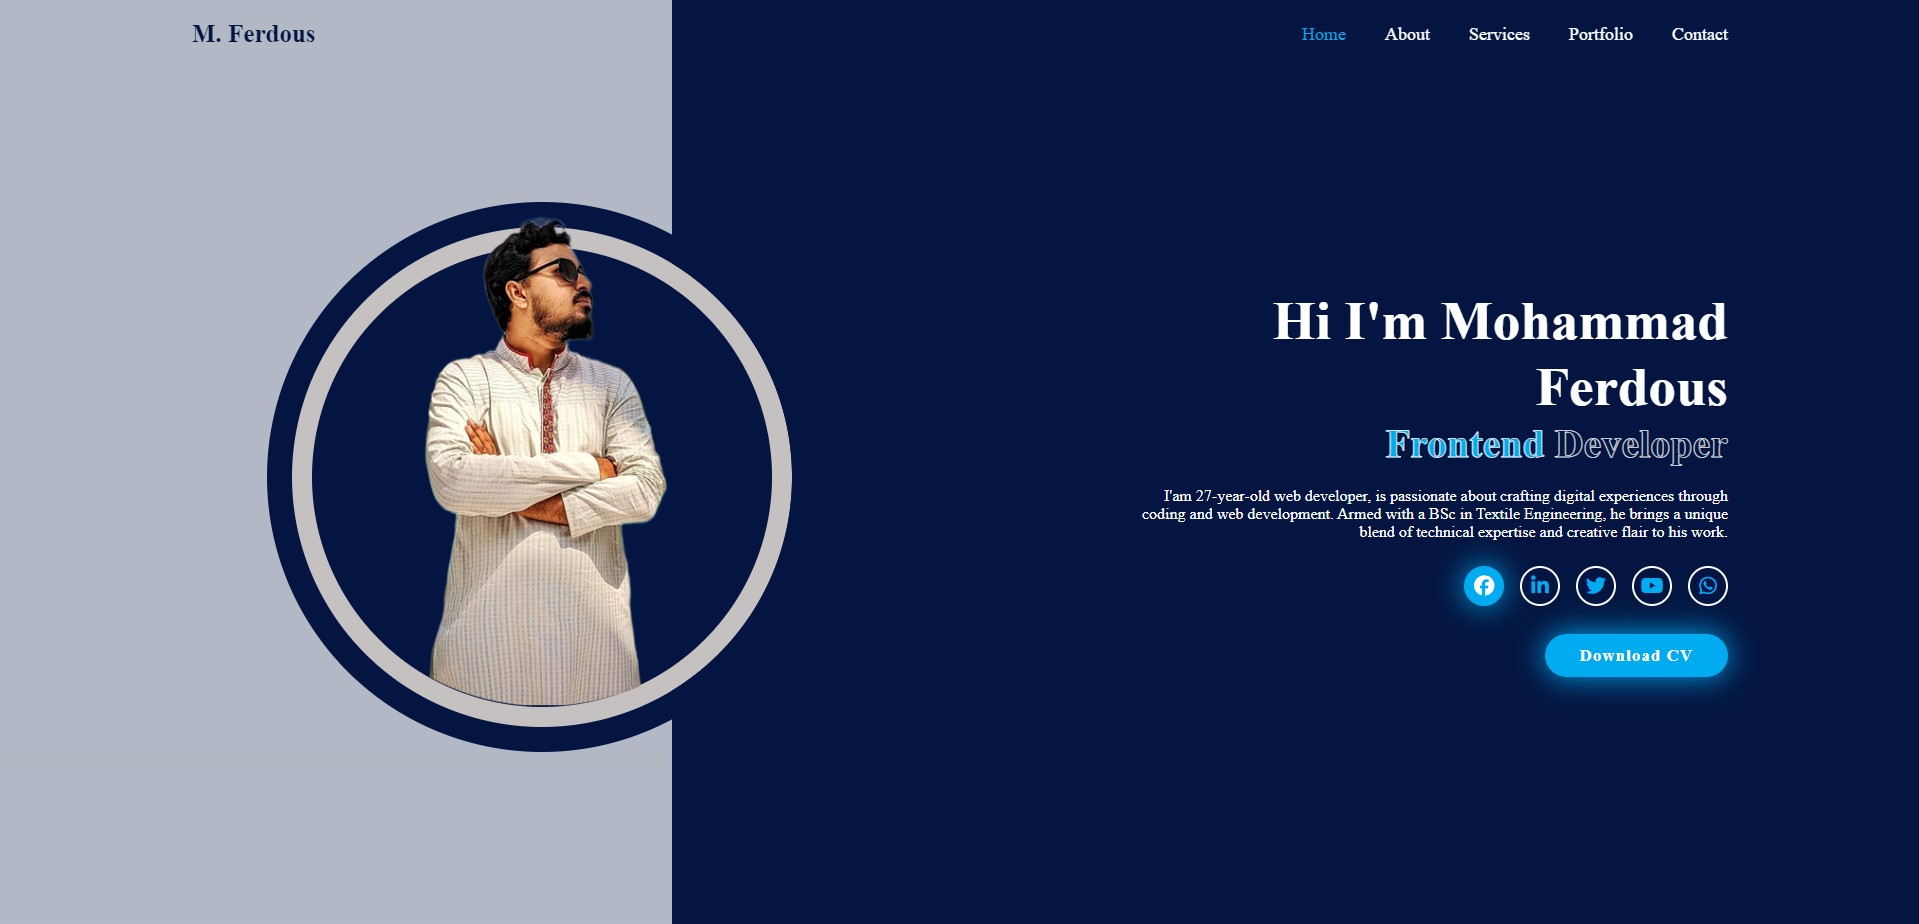 M. Ferdous
Home About Services Portfolio Contact
Hi I'm Mohammad
Ferdous
Frontend Developer
I'am 27-year-old web developer, is passionate about crafting digital experiences through
coding and web development. Armed with a BSc in Textile Engineering, he brings a unique
blend of technical expertise and creative flair to his work.
Download CV